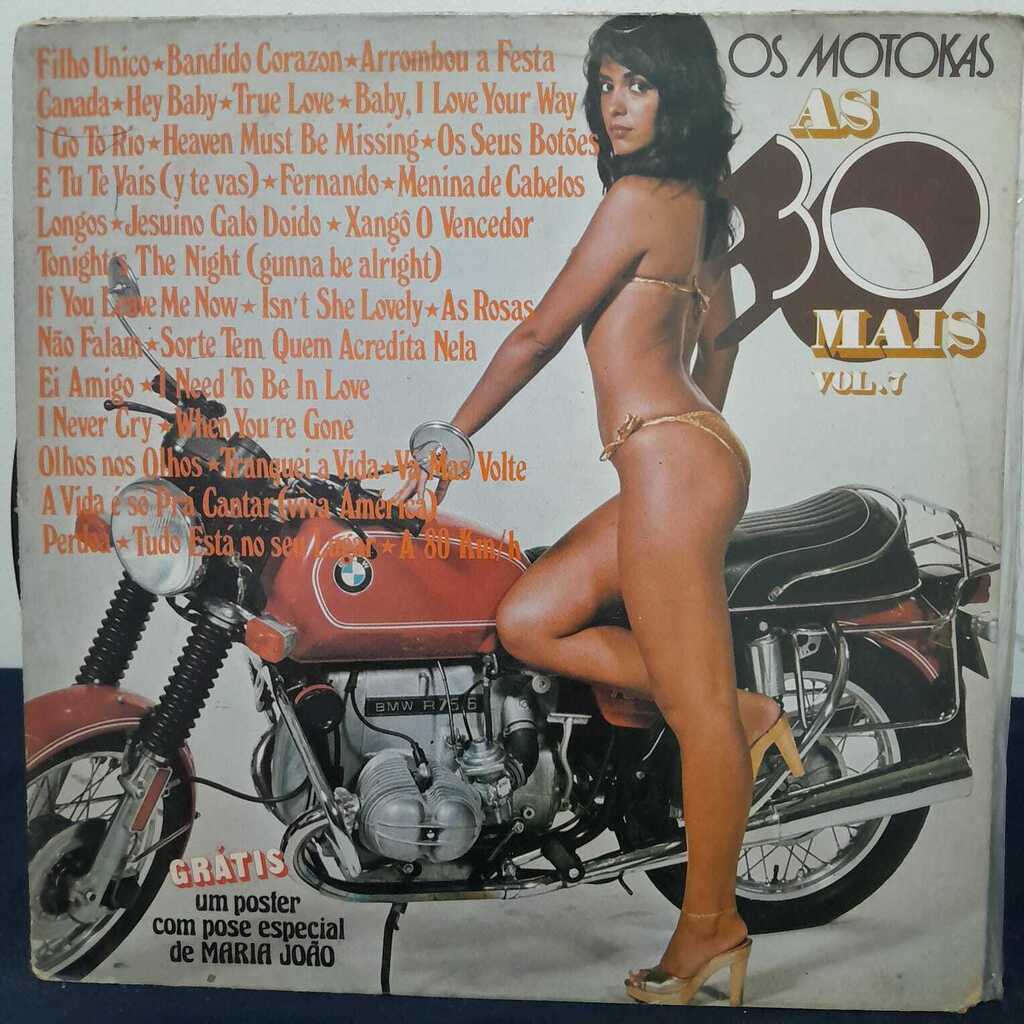 Filho Unico★Bandido Corazon★Arrombou a Festa
Canada★Hey Baby★True Love★Baby, I Love Your Way
I Go To Rio★Heaven Must Be Missing★Os Seus Botões
E Tu Te Vais (y te vas)★Fernando★Menina de Cabelos
Longos★Jesuino Galo Doido★Xangô O Vencedor
Tonight's The Night (gunna be alright)
If You Leave Me Now★Isn't She Lovely★As Rosas
Não Falam★Sorte Tem Quem Acredita Nela
Ei Amigo★I Need To Be In Love
I Never Cry★When You're Gone
Olhos nos Olhos★Tranquei a Vida★Vá Mas Volte
A Vida é só Prá Cantar (viva América)
Perdoa★Tudo Está no seu Lugar★A 80 Km/h
OS MOTOKAS
AS
30
MAIS
VOL.7
BMW
BMW R75/6
GRÁTIS
um poster
com pose especial
de MARIA JOÃO